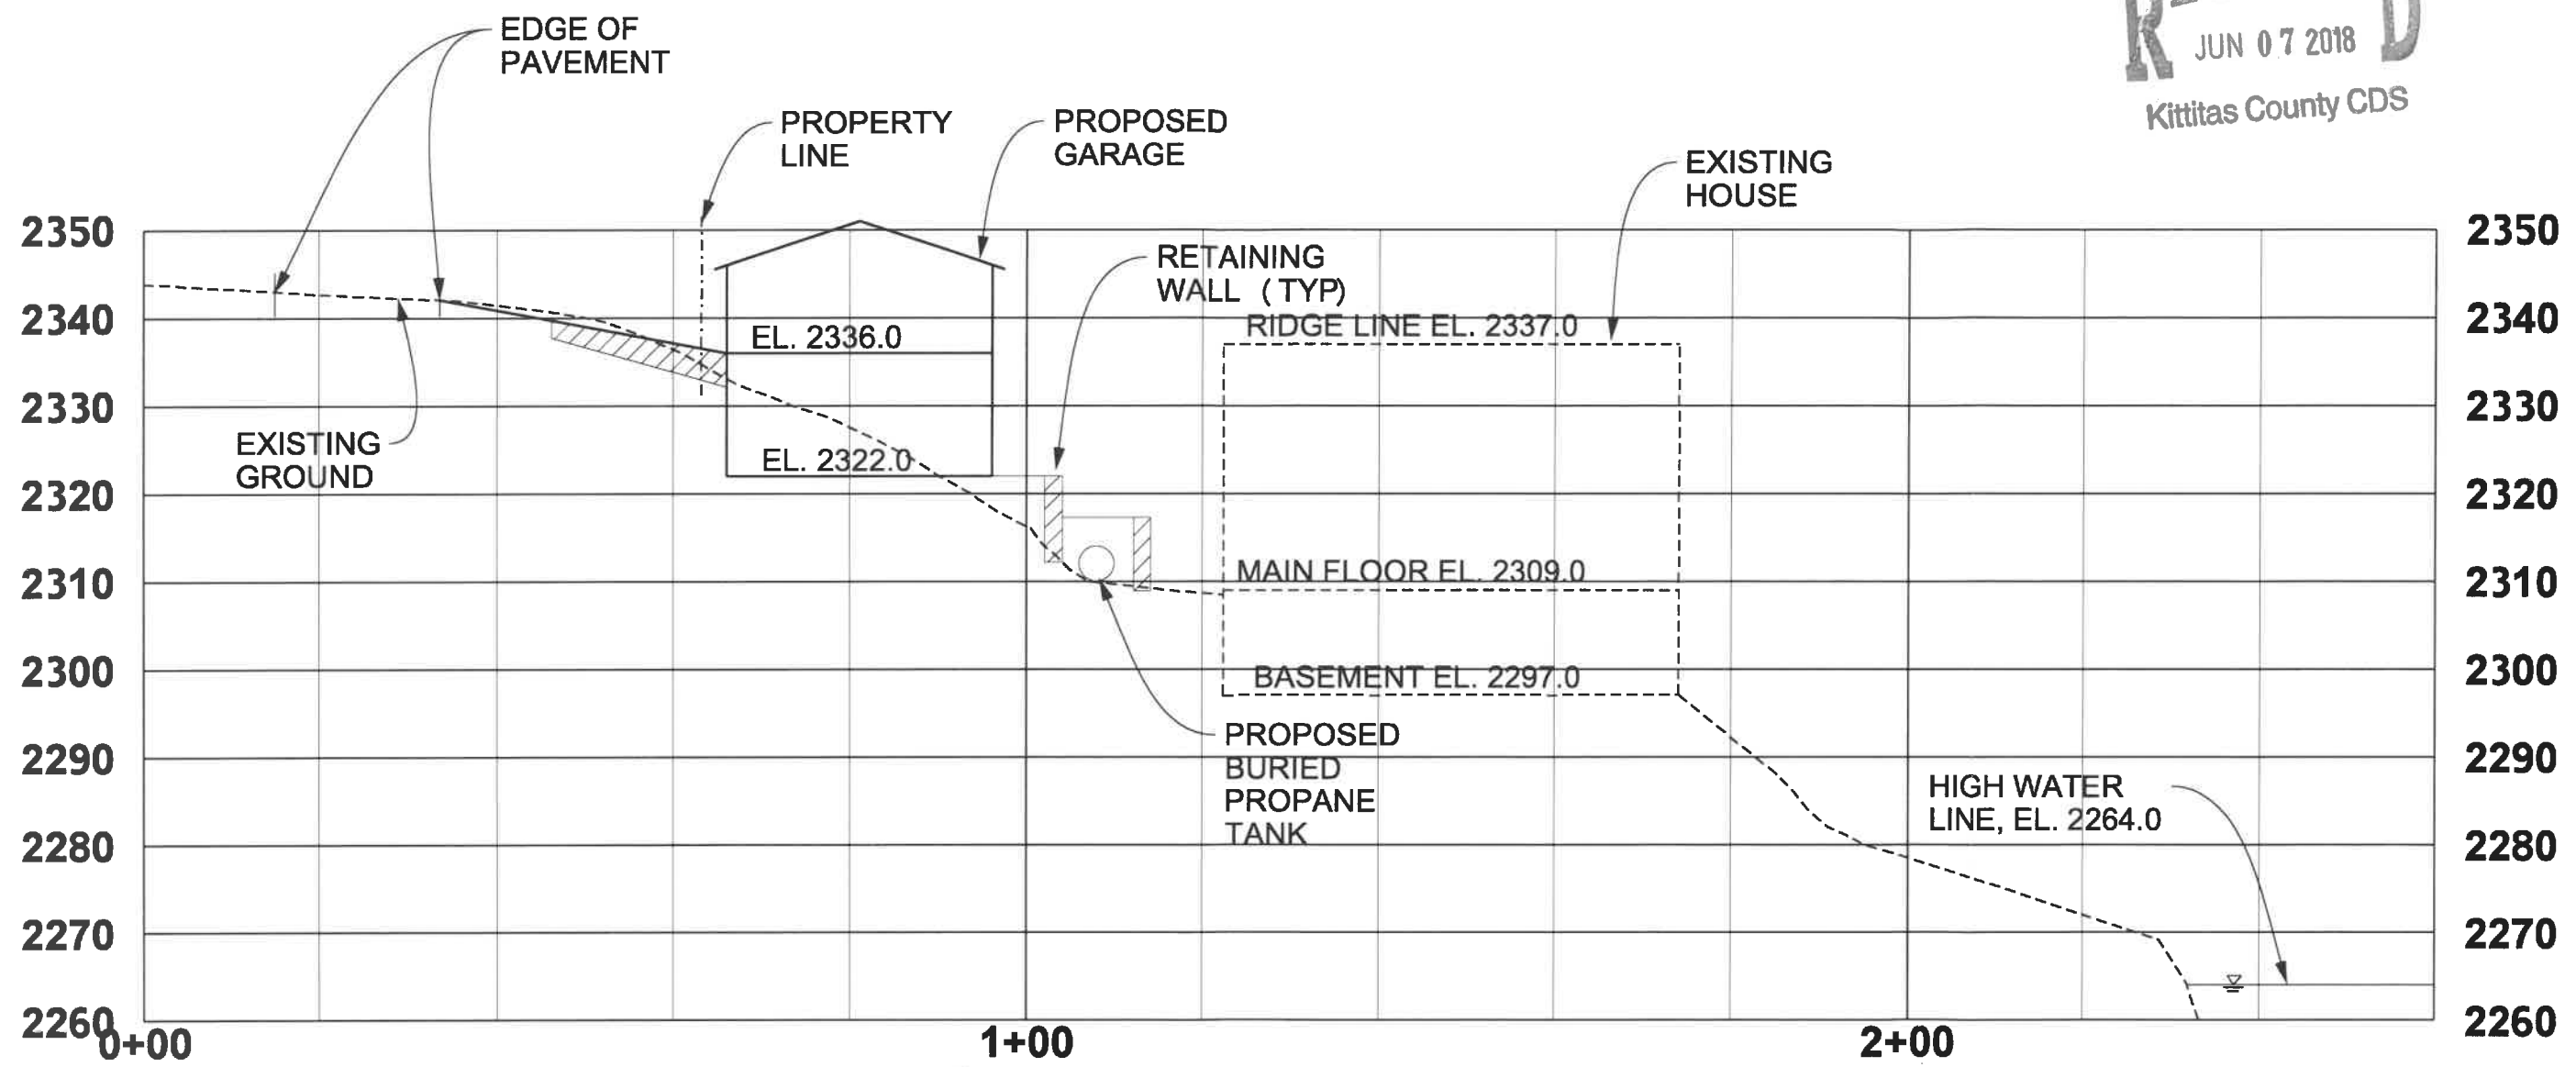 EDGE OF
PAVEMENT
JUN 07 2018
Kittitas County CDS
PROPERTY
LINE
PROPOSED
GARAGE
EXISTING
HOUSE
2350
2350
RETAINING
WALL (TYP)
2340
EL. 2336.0
RIDGE LINE EL. 2337.0
2340
2330
2330
EXISTING
GROUND
EL. 2322.0
2320
2320
2310
MAIN FLOOR EL. 2309.0
2310
2300
BASEMENT EL. 2297.0
2300
PROPOSED
BURIED
PROPANE
TANK
2290
2290
HIGH WATER
LINE, EL. 2264.0
2280
2280
2270
2270
2260
2260
0+00
1+00
2+00